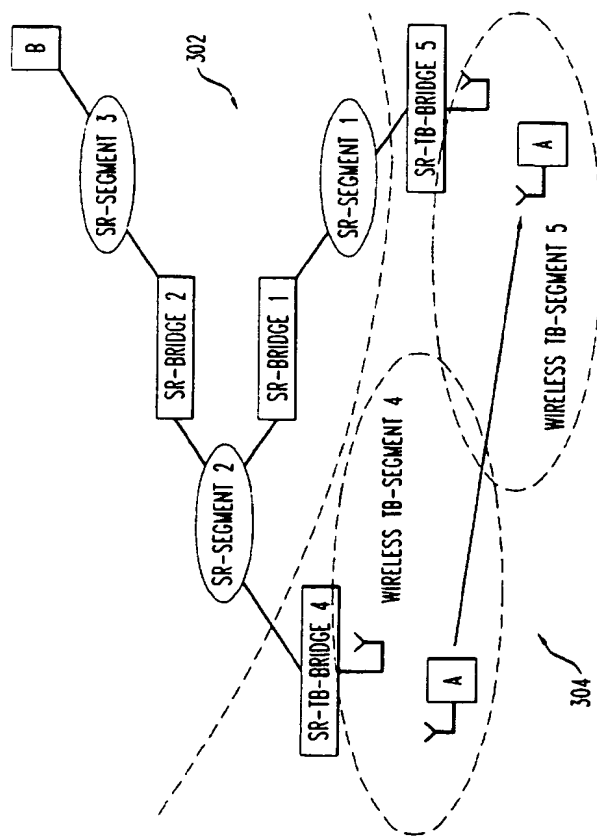 B
302
SR-SEGMENT 3
SR-BRIDGE 2
SR-SEGMENT 2
SR-BRIDGE 1
SR-SEGMENT 1
SR-TB-BRIDGE 4
SR-TB-BRIDGE 5
WIRELESS TB-SEGMENT 4
WIRELESS TB-SEGMENT 5
A
A
304